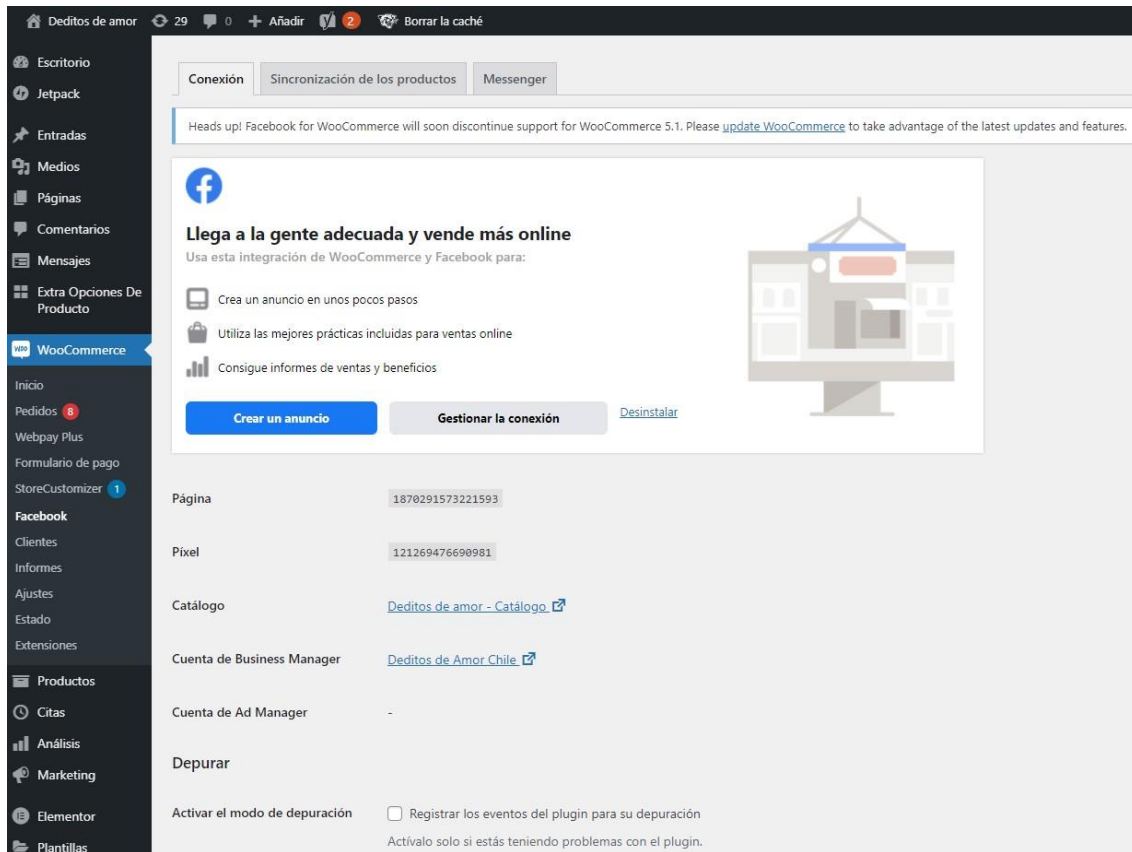 Deditos de amor 29 0 Añadir 2 Borrar la caché
Escritorio
Jetpack
Entradas
Medios
Páginas
Comentarios
Mensajes
Extra Opciones De
Producto
WooCommerce
Inicio
Pedidos 8
Webpay Plus
Formulario de pago
StoreCustomizer 1
Facebook
Clientes
Informes
Ajustes
Estado
Extensiones
Productos
Citas
Análisis
Marketing
Elementor
Plantillas
Conexión Sincronización de los productos Messenger
Heads up! Facebook for WooCommerce will soon discontinue support for WooCommerce 5.1. Please update WooCommerce to take advantage of the latest updates and features.
Llega a la gente adecuada y vende más online
Usa esta integración de WooCommerce y Facebook para:
Crea un anuncio en unos pocos pasos
Utiliza las mejores prácticas incluidas para ventas online
Consigue informes de ventas y beneficios
Crear un anuncio Gestionar la conexión Desinstalar
Página 1870291573221593
Píxel 121269476690981
Catálogo Deditos de amor - Catálogo
Cuenta de Business Manager Deditos de Amor Chile
Cuenta de Ad Manager -
Depurar
Activar el modo de depuración Registrar los eventos del plugin para su depuración
Actívalo solo si estás teniendo problemas con el plugin.